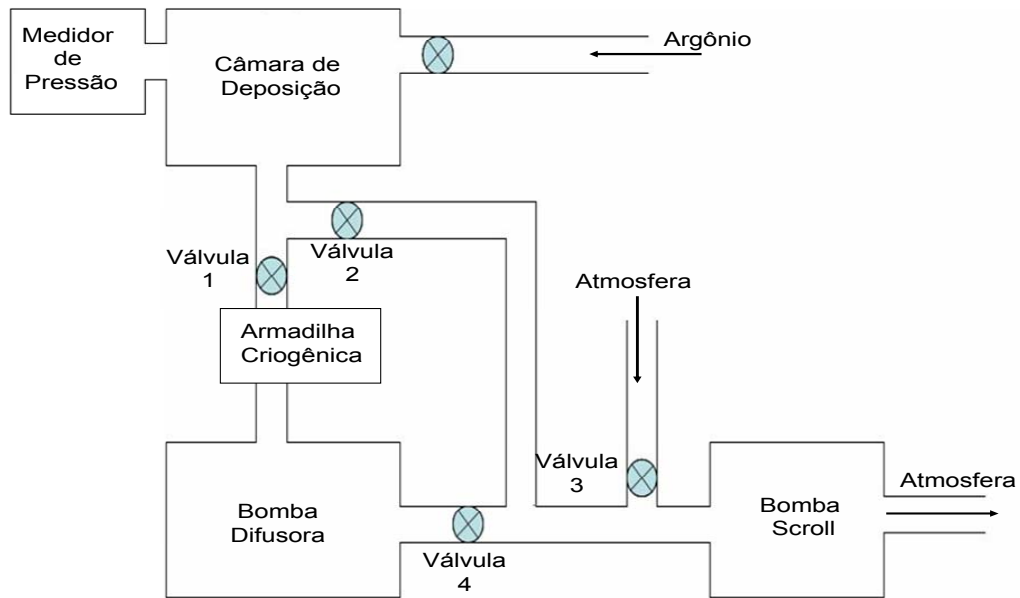 Medidor
de
Pressão
Câmara de
Deposição
Argônio
Válvula
1
Válvula
2
Atmosfera
Armadilha
Criogênica
Válvula
3
Atmosfera
Bomba
Difusora
Bomba
Scroll
Válvula
4